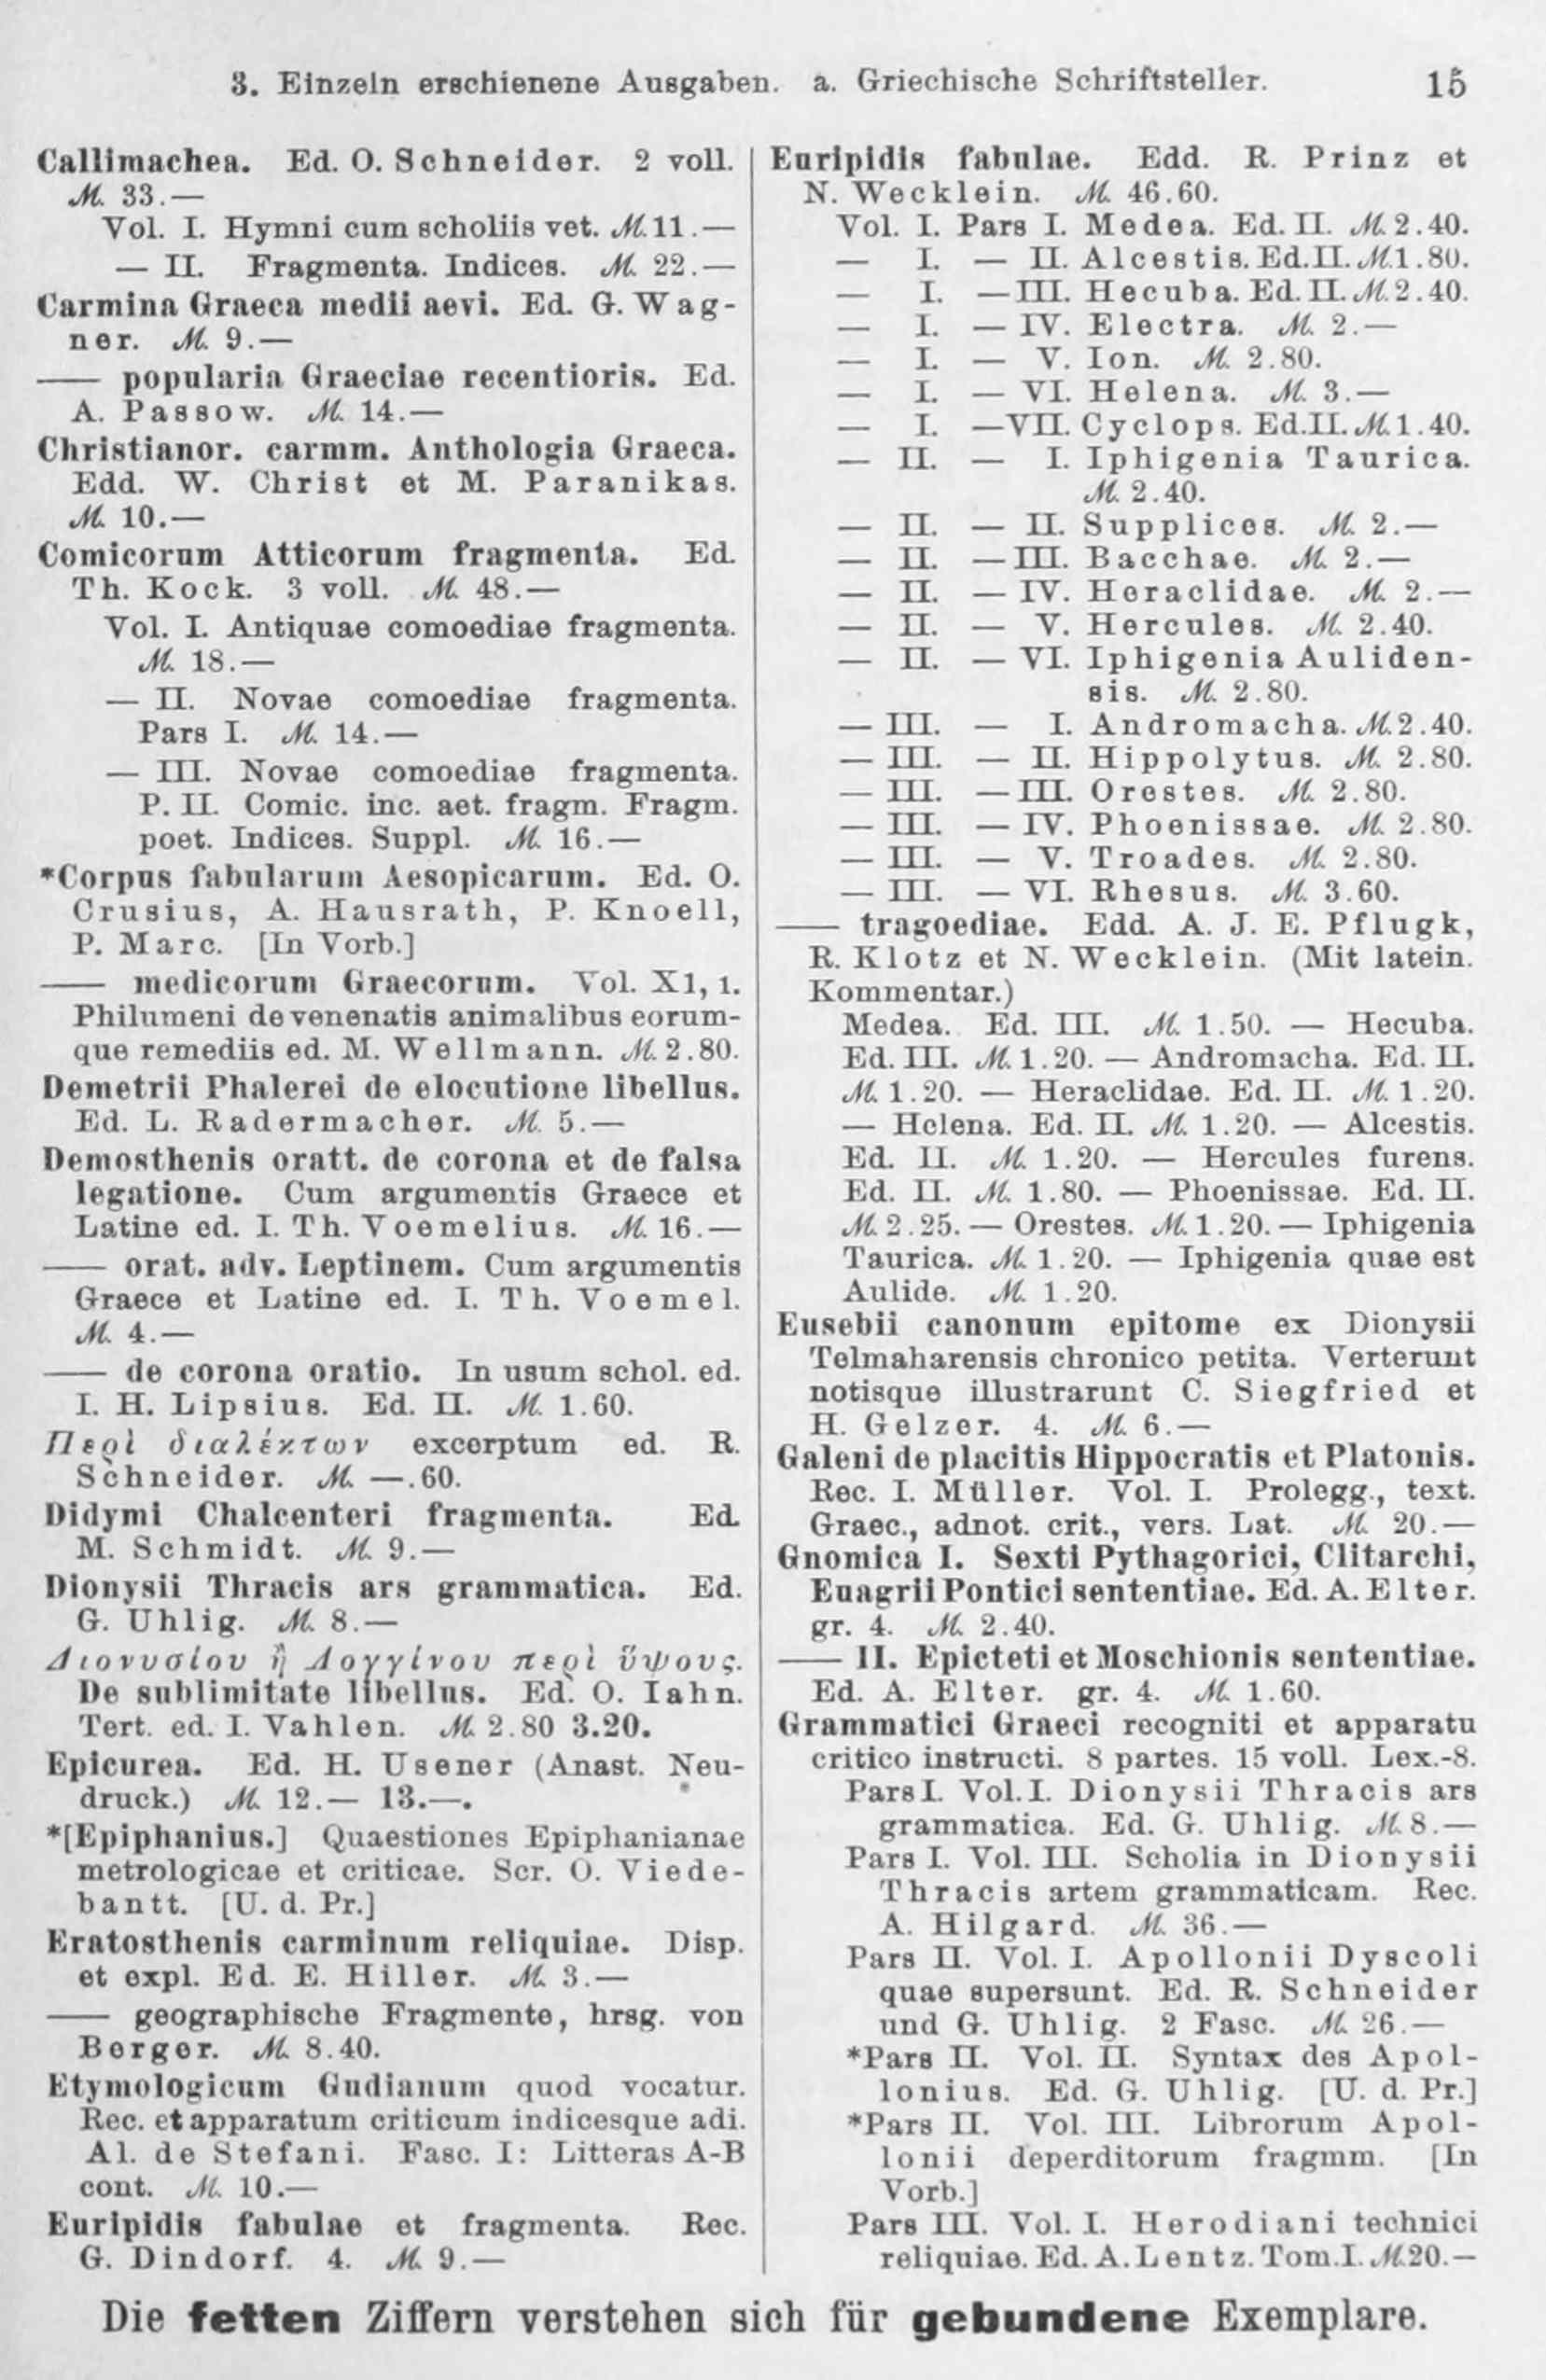 3. Einzeln erschienene Ausgaben. a. Griechische Schriftsteller. 15
Callimachea. Ed. O. Schneider. 2 voll.
ℳ 33.—
Vol. I. Hymni cum scholiis vet. ℳ 11.—
— II. Fragmenta. Indices. ℳ 22.—
Carmina Graeca medii aevi. Ed. G. Wag-
ner. ℳ 9.—
—— popularia Graeciae recentioris. Ed.
A. Passow. ℳ 14.—
Christianor. carmm. Anthologia Graeca.
Edd. W. Christ et M. Paranikas.
ℳ 10.—
Comicorum Atticorum fragmenta. Ed.
Th. Kock. 3 voll. ℳ 48.—
Vol. I. Antiquae comoediae fragmenta.
ℳ 18.—
— II. Novae comoediae fragmenta.
Pars I. ℳ 14.—
— III. Novae comoediae fragmenta.
P. II. Comic. inc. aet. fragm. Fragm.
poet. Indices. Suppl. ℳ 16.—
*Corpus fabularum Aesopicarum. Ed. O.
Crusius, A. Hausrath, P. Knoell,
P. Marc. [In Vorb.]
—— medicorum Graecorum. Vol. X1, 1.
Philumeni de venenatis animalibus eorum-
que remediis ed. M. Wellmann. ℳ 2.80.
Demetrii Phalerei de elocutione libellus.
Ed. L. Radermacher. ℳ 5.—
Demosthenis oratt. de corona et de falsa
legatione. Cum argumentis Graece et
Latine ed. I. Th. Voemelius. ℳ 16.—
—— orat. adv. Leptinem. Cum argumentis
Graece et Latine ed. I. Th. Voemel.
ℳ 4.—
—— de corona oratio. In usum schol. ed.
I. H. Lipsius. Ed. II. ℳ 1.60.
Περὶ διαλέκτων excerptum ed. R.
Schneider. ℳ —.60.
Didymi Chalcenteri fragmenta. Ed.
M. Schmidt. ℳ 9.—
Dionysii Thracis ars grammatica. Ed.
G. Uhlig. ℳ 8.—
Διονυσίου ἢ Λογγίνου περὶ ὕψους.
De sublimitate libellus. Ed. O. Iahn.
Tert. ed. I. Vahlen. ℳ 2.80 3.20.
Epicurea. Ed. H. Usener (Anast. Neu-
druck.) ℳ 12.— 13.—.
*[Epiphanius.] Quaestiones Epiphanianae
metrologicae et criticae. Scr. O. Viede-
bantt. [U. d. Pr.]
Eratosthenis carminum reliquiae. Disp.
et expl. Ed. E. Hiller. ℳ 3.—
—— geographische Fragmente, hrsg. von
Berger. ℳ 8.40.
Etymologicum Gudianum quod vocatur.
Rec. et apparatum criticum indicesque adi.
Al. de Stefani. Fasc. I: Litteras A-B
cont. ℳ 10.—
Euripidis fabulae et fragmenta. Rec.
G. Dindorf. 4. ℳ 9.—
Euripidis fabulae. Edd. R. Prinz et
N. Wecklein. ℳ 46.60.
Vol. I. Pars I. Medea. Ed. II. ℳ 2.40.
— I. — II. Alcestis. Ed. II. ℳ 1.80.
— I. — III. Hecuba. Ed. II. ℳ 2.40.
— I. — IV. Electra. ℳ 2.—
— I. — V. Ion. ℳ 2.80.
— I. — VI. Helena. ℳ 3.—
— I. — VII. Cyclops. Ed. II. ℳ 1.40.
— II. — I. Iphigenia Taurica.
ℳ 2.40.
— II. — II. Supplices. ℳ 2.—
— II. — III. Bacchae. ℳ 2.—
— II. — IV. Heraclidae. ℳ 2.—
— II. — V. Hercules. ℳ 2.40.
— II. — VI. Iphigenia Auliden-
sis. ℳ 2.80.
— III. — I. Andromacha. ℳ 2.40.
— III. — II. Hippolytus. ℳ 2.80.
— III. — III. Orestes. ℳ 2.80.
— III. — IV. Phoenissae. ℳ 2.80.
— III. — V. Troades. ℳ 2.80.
— III. — VI. Rhesus. ℳ 3.60.
—— tragoediae. Edd. A. J. E. Pflugk,
R. Klotz et N. Wecklein. (Mit latein.
Kommentar.)
Medea. Ed. III. ℳ 1.50. — Hecuba.
Ed. III. ℳ 1.20. — Andromacha. Ed. II.
ℳ 1.20. — Heraclidae. Ed. II. ℳ 1.20.
— Helena. Ed. II. ℳ 1.20. — Alcestis.
Ed. II. ℳ 1.20. — Hercules furens.
Ed. II. ℳ 1.80. — Phoenissae. Ed. II.
ℳ 2.25. — Orestes. ℳ 1.20. — Iphigenia
Taurica. ℳ 1.20. — Iphigenia quae est
Aulide. ℳ 1.20.
Eusebii canonum epitome ex Dionysii
Telmaharensis chronico petita. Verterunt
notisque illustrarunt C. Siegfried et
H. Gelzer. 4. ℳ 6.—
Galeni de placitis Hippocratis et Platonis.
Rec. I. Müller. Vol. I. Prolegg., text.
Graec., adnot. crit., vers. Lat. ℳ 20.—
Gnomica I. Sexti Pythagorici, Clitarchi,
Euagrii Pontici sententiae. Ed. A. Elter.
gr. 4. ℳ 2.40.
—— II. Epicteti et Moschionis sententiae.
Ed. A. Elter. gr. 4. ℳ 1.60.
Grammatici Graeci recogniti et apparatu
critico instructi. 8 partes. 15 voll. Lex.-8.
Pars I. Vol. I. Dionysii Thracis ars
grammatica. Ed. G. Uhlig. ℳ 8.—
Pars I. Vol. III. Scholia in Dionysii
Thracis artem grammaticam. Rec.
A. Hilgard. ℳ 36.—
Pars II. Vol. I. Apollonii Dyscoli
quae supersunt. Ed. R. Schneider
und G. Uhlig. 2 Fasc. ℳ 26.—
*Pars II. Vol. II. Syntax des Apol-
lonius. Ed. G. Uhlig. [U. d. Pr.]
*Pars II. Vol. III. Librorum Apol-
lonii deperditorum fragmm. [In
Vorb.]
Pars III. Vol. I. Herodiani technici
reliquiae. Ed. A. Lentz. Tom. I. ℳ 20.—
Die fetten Ziffern verstehen sich für gebundene Exemplare.